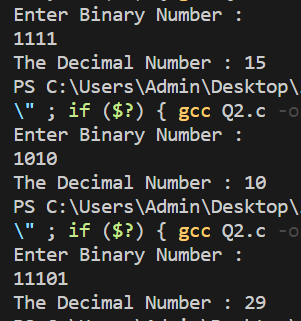 Enter Binary Number :
1111
The Decimal Number : 15
PS C:\Users\Admin\Desktop\
\" ; if ($?) { gcc Q2.c -o
Enter Binary Number :
1010
The Decimal Number : 10
PS C:\Users\Admin\Desktop\
\" ; if ($?) { gcc Q2.c -o
Enter Binary Number :
11101
The Decimal Number : 29